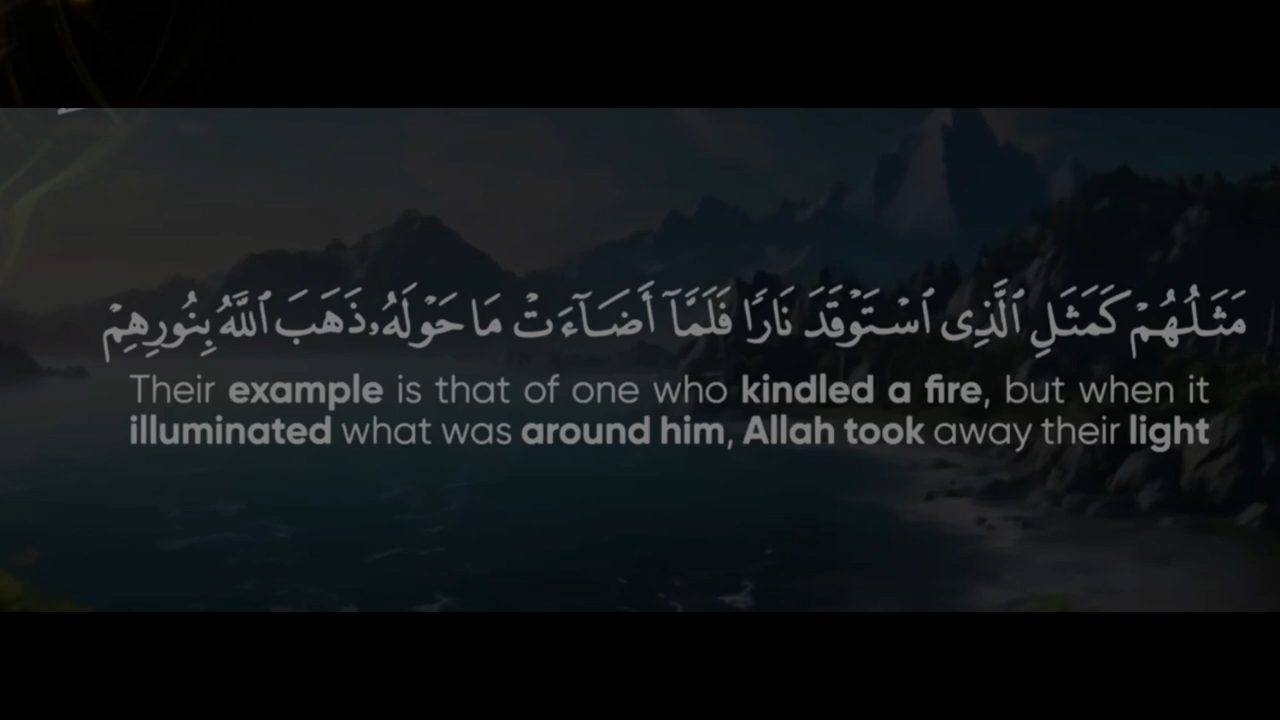 مَثَلُهُمْ كَمَثَلِ ٱلَّذِى ٱسْتَوْقَدَ نَارًا فَلَمَّآ أَضَآءَتْ مَا حَوْلَهُۥ ذَهَبَ ٱللَّهُ بِنُورِهِمْ
Their example is that of one who kindled a fire, but when it
illuminated what was around him, Allah took away their light